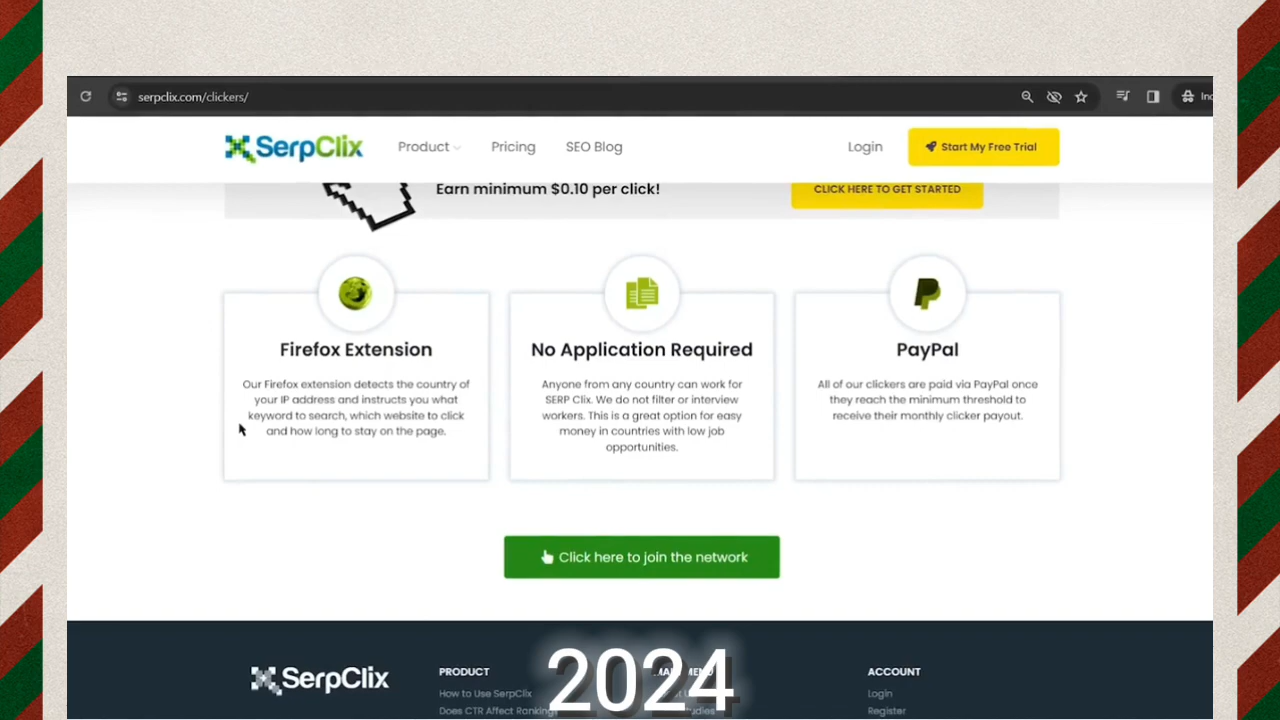 serpclix.com/clickers/
SerpClix
Product
Pricing
SEO Blog
Login
Start My Free Trial
Earn minimum $0.10 per click!
CLICK HERE TO GET STARTED
Firefox Extension
Our Firefox extension detects the country of
your IP address and instructs you what
keyword to search, which website to click
and how long to stay on the page.
No Application Required
Anyone from any country can work for
SERP Clix. We do not filter or interview
workers. This is a great option for easy
money in countries with low job
opportunities.
PayPal
All of our clickers are paid via PayPal once
they reach the minimum threshold to
receive their monthly clicker payout.
Click here to join the network
SerpClix
PRODUCT
How to Use SerpClix
Does CTR Affect Ranking
2024
ACCOUNT
Login
Register